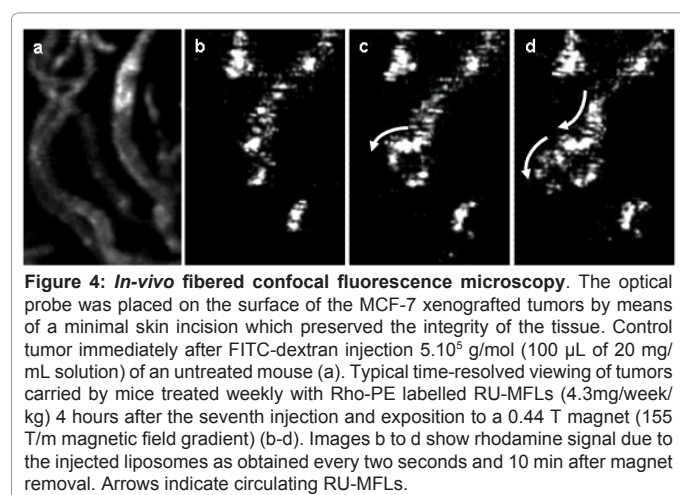 a b c d
Figure 4: In-vivo fibered confocal fluorescence microscopy. The optical
probe was placed on the surface of the MCF-7 xenografted tumors by means
of a minimal skin incision which preserved the integrity of the tissue. Control
tumor immediately after FITC-dextran injection 5.10⁵ g/mol (100 µL of 20 mg/
mL solution) of an untreated mouse (a). Typical time-resolved viewing of tumors
carried by mice treated weekly with Rho-PE labelled RU-MFLs (4.3mg/week/
kg) 4 hours after the seventh injection and exposition to a 0.44 T magnet (155
T/m magnetic field gradient) (b-d). Images b to d show rhodamine signal due to
the injected liposomes as obtained every two seconds and 10 min after magnet
removal. Arrows indicate circulating RU-MFLs.